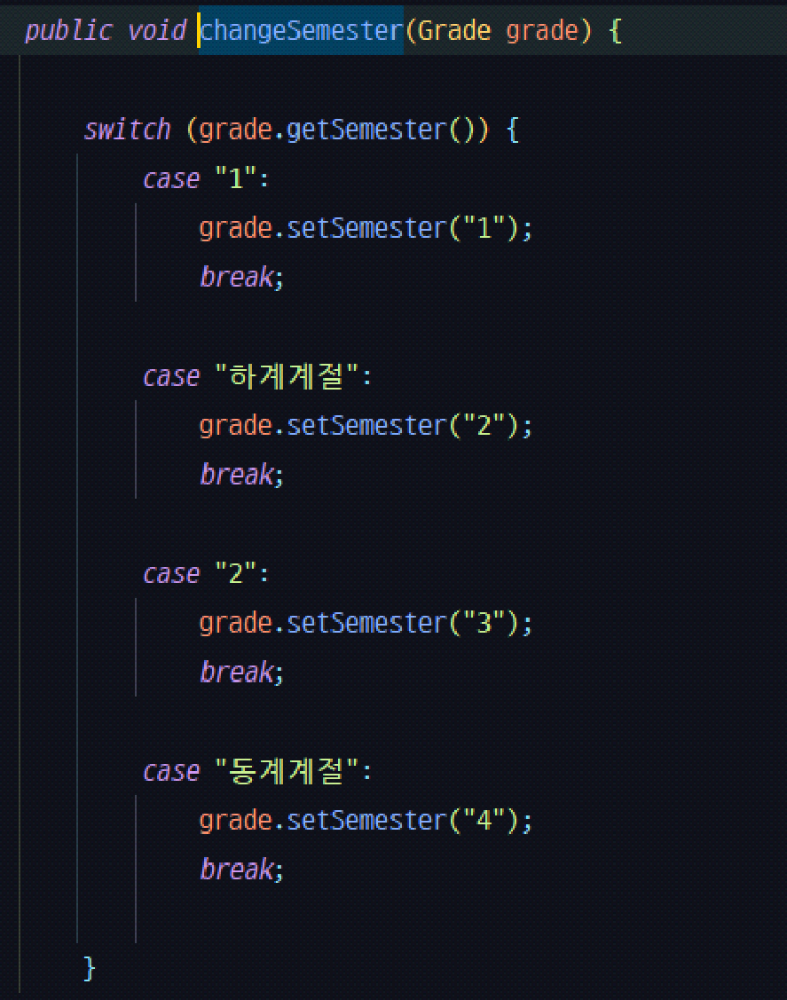 public void changeSemester(Grade grade) {
switch (grade.getSemester()) {
case "1":
grade.setSemester("1");
break;
case "하계계절":
grade.setSemester("2");
break;
case "2":
grade.setSemester("3");
break;
case "동계계절":
grade.setSemester("4");
break;
}